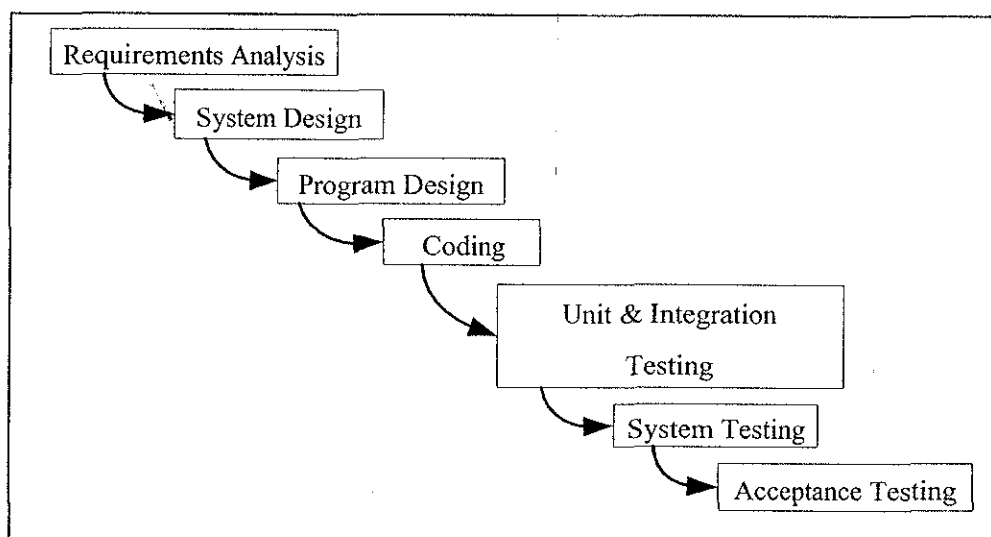 Requirements Analysis
System Design
Program Design
Coding
Unit & Integration
Testing
System Testing
Acceptance Testing